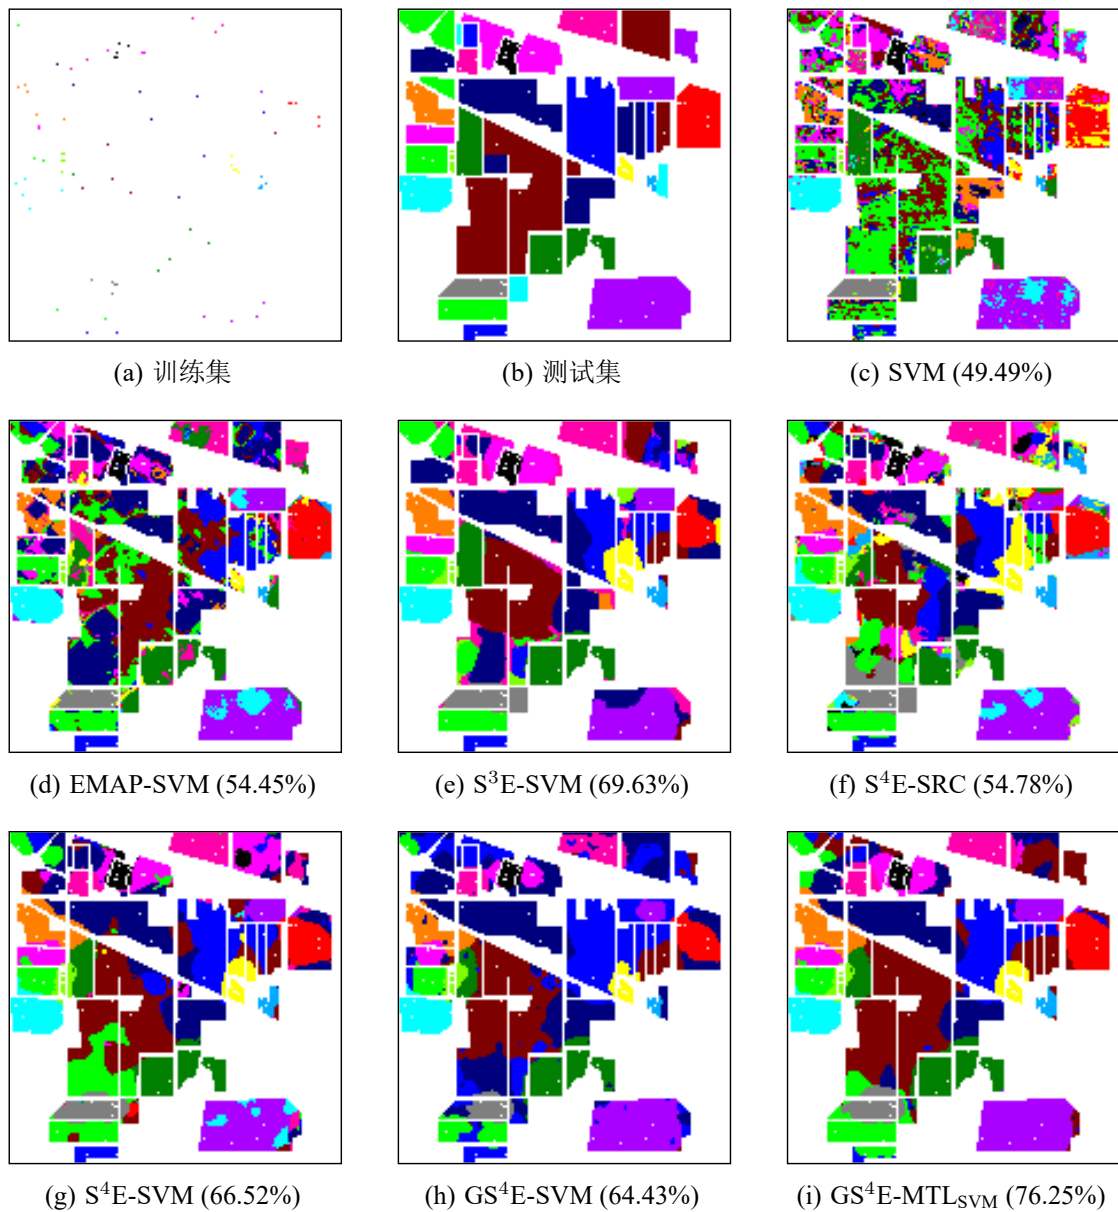 (a) 训练集
(b) 测试集
(c) SVM (49.49%)
(d) EMAP-SVM (54.45%)
(e) S³E-SVM (69.63%)
(f) S⁴E-SRC (54.78%)
(g) S⁴E-SVM (66.52%)
(h) GS⁴E-SVM (64.43%)
(i) GS⁴E-MTL_SVM (76.25%)